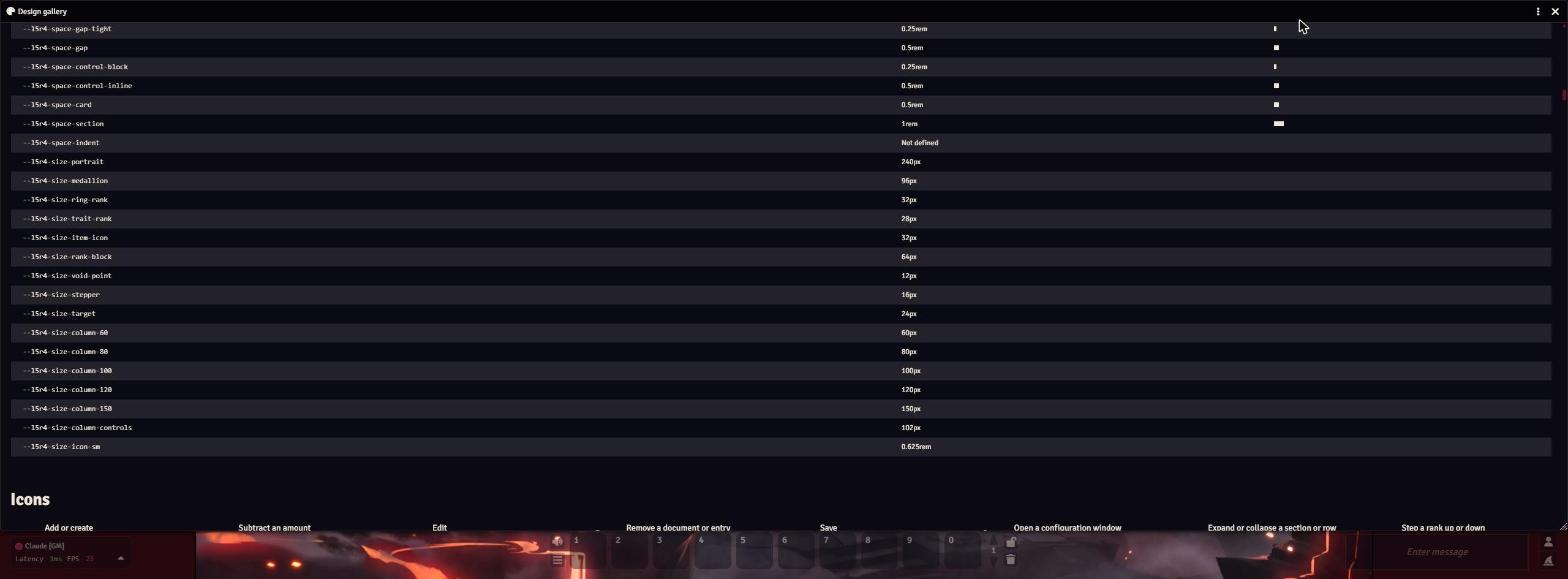 Design gallery
--l5r4-space-gap-tight 0.25rem
--l5r4-space-gap 0.5rem
--l5r4-space-control-block 0.25rem
--l5r4-space-control-inline 0.5rem
--l5r4-space-card 0.5rem
--l5r4-space-section 1rem
--l5r4-space-indent Not defined
--l5r4-size-portrait 240px
--l5r4-size-medallion 96px
--l5r4-size-ring-rank 32px
--l5r4-size-trait-rank 28px
--l5r4-size-item-icon 32px
--l5r4-size-rank-block 64px
--l5r4-size-void-point 12px
--l5r4-size-stepper 16px
--l5r4-size-target 24px
--l5r4-size-column-60 60px
--l5r4-size-column-80 80px
--l5r4-size-column-100 100px
--l5r4-size-column-120 120px
--l5r4-size-column-150 150px
--l5r4-size-column-controls 102px
--l5r4-size-icon-sm 0.625rem
Icons
Add or create Subtract an amount Edit Remove a document or entry Save Open a configuration window Expand or collapse a section or row Step a rank up or down
Claude [GM]
Latency 1ms FPS 23
1 2 3 4 5 6 7 8 9 0
1
Enter message